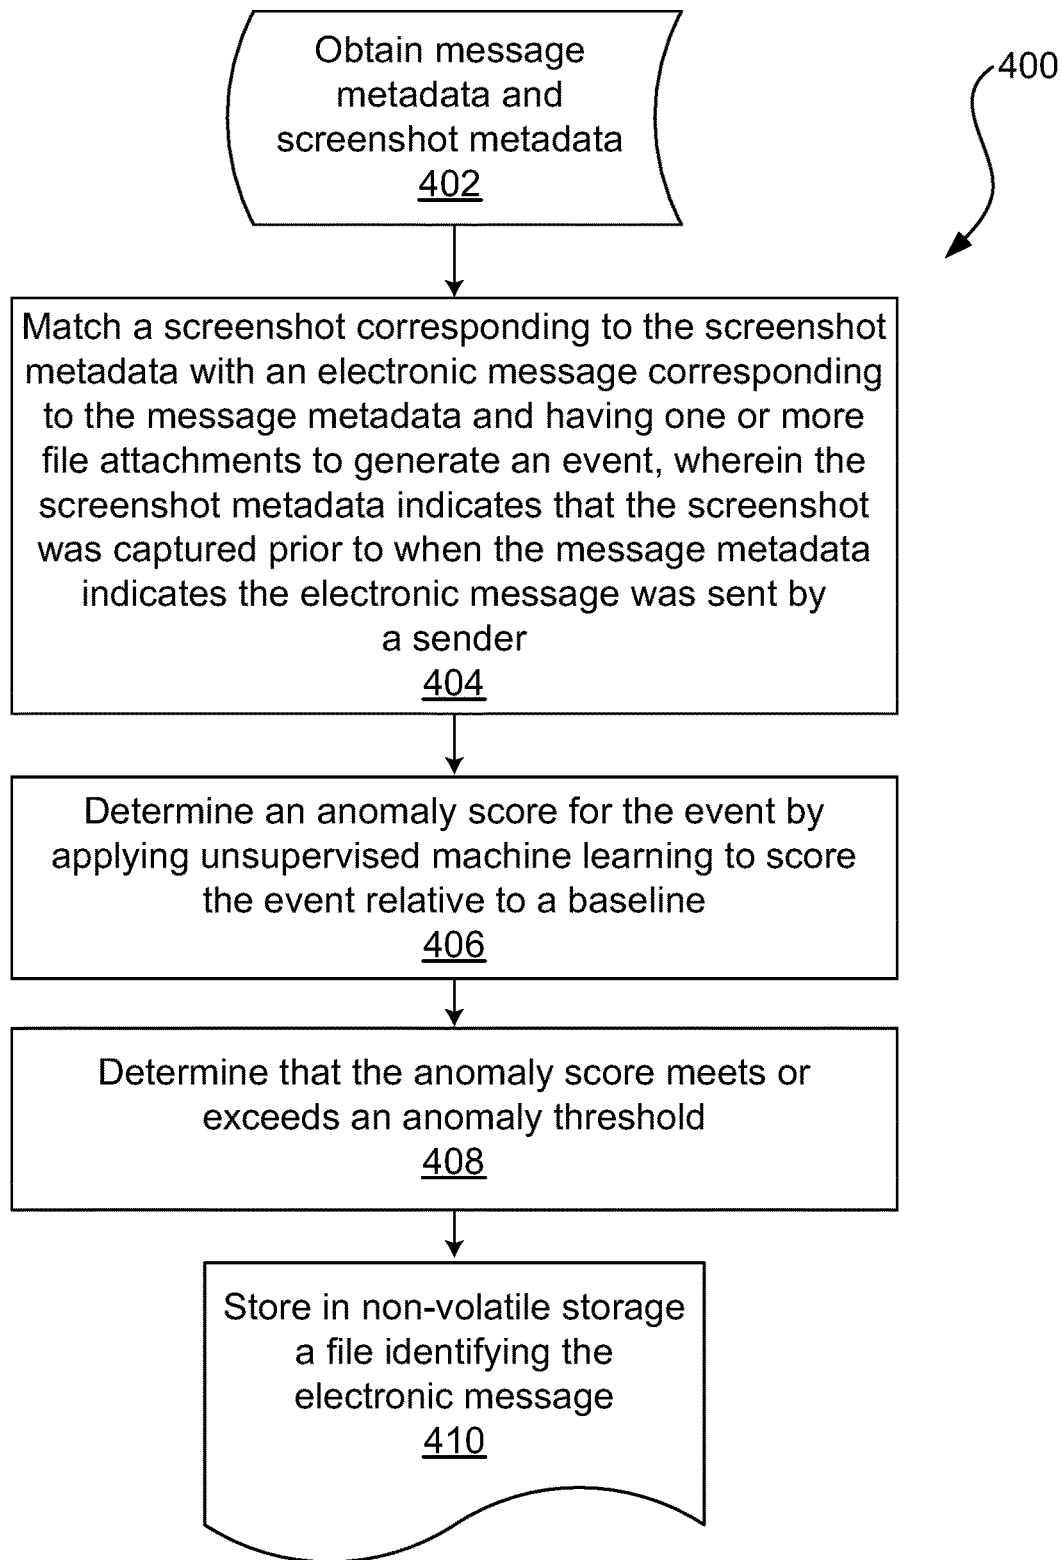 Obtain message
metadata and
screenshot metadata
402
400
Match a screenshot corresponding to the screenshot
metadata with an electronic message corresponding
to the message metadata and having one or more
file attachments to generate an event, wherein the
screenshot metadata indicates that the screenshot
was captured prior to when the message metadata
indicates the electronic message was sent by
a sender
404
Determine an anomaly score for the event by
applying unsupervised machine learning to score
the event relative to a baseline
406
Determine that the anomaly score meets or
exceeds an anomaly threshold
408
Store in non-volatile storage
a file identifying the
electronic message
410